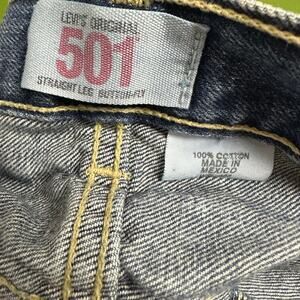 LEVI'S ORIGINAL
501
STRAIGHT LEG BUTTON-FLY
100% COTTON
MADE IN
MEXICO